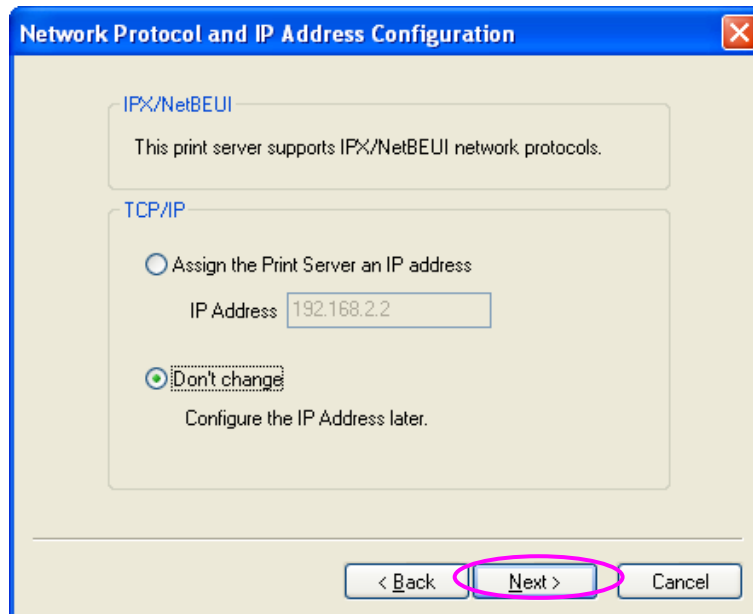 Network Protocol and IP Address Configuration
IPX/NetBEUI
This print server supports IPX/NetBEUI network protocols.
TCP/IP
Assign the Print Server an IP address
IP Address 192.168.2.2
Don't change
Configure the IP Address later.
< Back Next > Cancel